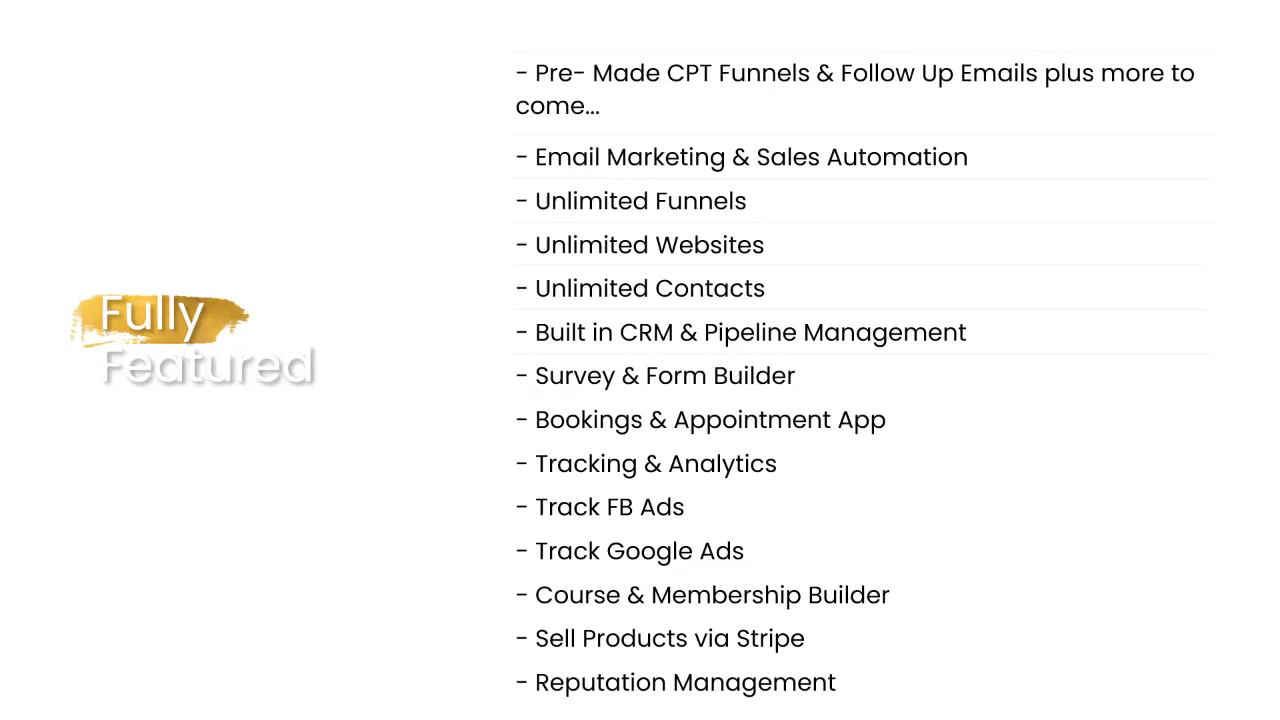 Fully
Featured
- Pre- Made CPT Funnels & Follow Up Emails plus more to
come...
- Email Marketing & Sales Automation
- Unlimited Funnels
- Unlimited Websites
- Unlimited Contacts
- Built in CRM & Pipeline Management
- Survey & Form Builder
- Bookings & Appointment App
- Tracking & Analytics
- Track FB Ads
- Track Google Ads
- Course & Membership Builder
- Sell Products via Stripe
- Reputation Management